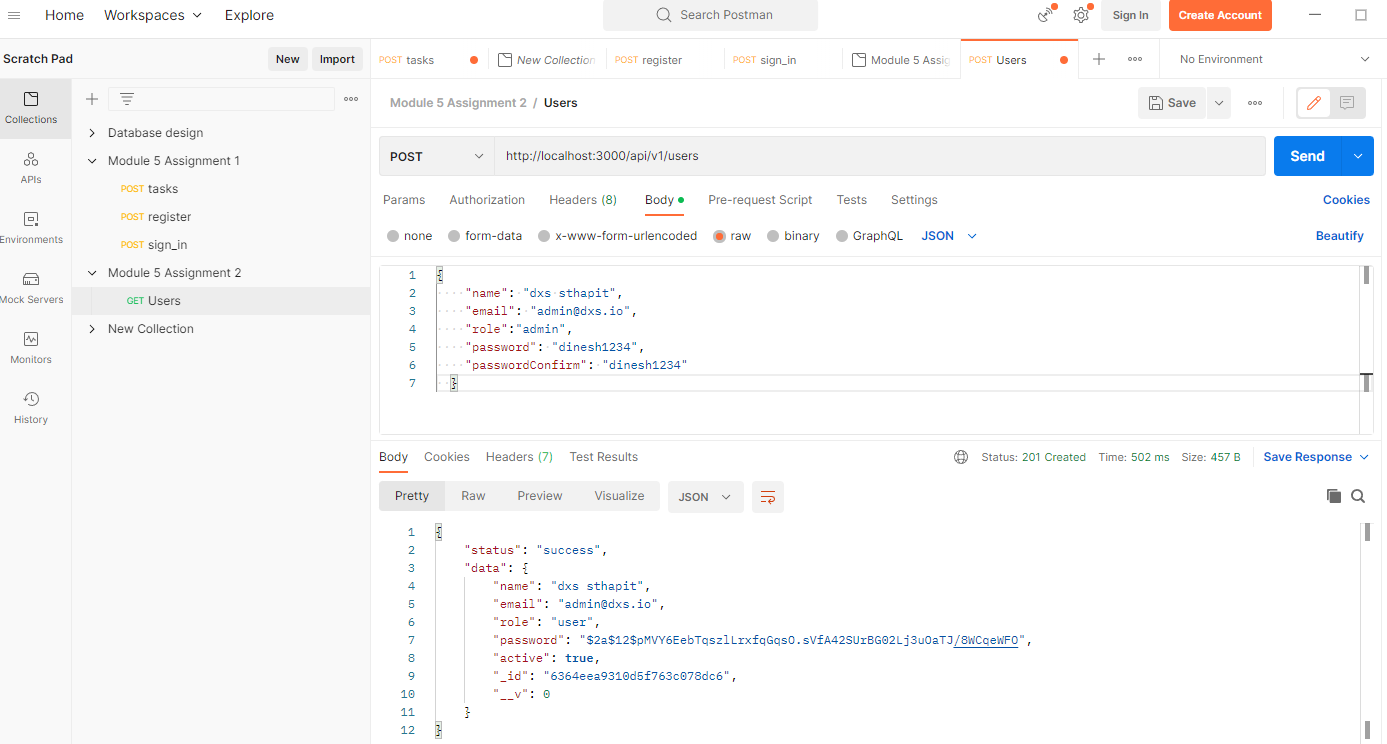 Home Workspaces Explore Search Postman Sign In Create Account
Scratch Pad New Import POST tasks New Collection POST register POST sign_in Module 5 Assig POST Users No Environment
Module 5 Assignment 2 / Users Save
Collections
APIs
Environments
Mock Servers
Monitors
History
Database design
Module 5 Assignment 1
POST tasks
POST register
POST sign_in
Module 5 Assignment 2
GET Users
New Collection
POST http://localhost:3000/api/v1/users Send
Params Authorization Headers (8) Body Pre-request Script Tests Settings Cookies
none form-data x-www-form-urlencoded raw binary GraphQL JSON Beautify
1 {
2 "name": "dxs sthapit",
3 "email": "admin@dxs.io",
4 "role":"admin",
5 "password": "dinesh1234",
6 "passwordConfirm": "dinesh1234"
7 }
Body Cookies Headers (7) Test Results Status: 201 Created Time: 502 ms Size: 457 B Save Response
Pretty Raw Preview Visualize JSON
1 {
2 "status": "success",
3 "data": {
4 "name": "dxs sthapit",
5 "email": "admin@dxs.io",
6 "role": "user",
7 "password": "$2a$12$pMVY6EebTqszlLrxfqGqsO.sVfA42SUrBG02Lj3uOaTJ/8WCqeWFO",
8 "active": true,
9 "_id": "6364eea9310d5f763c078dc6",
10 "__v": 0
11 }
12 }